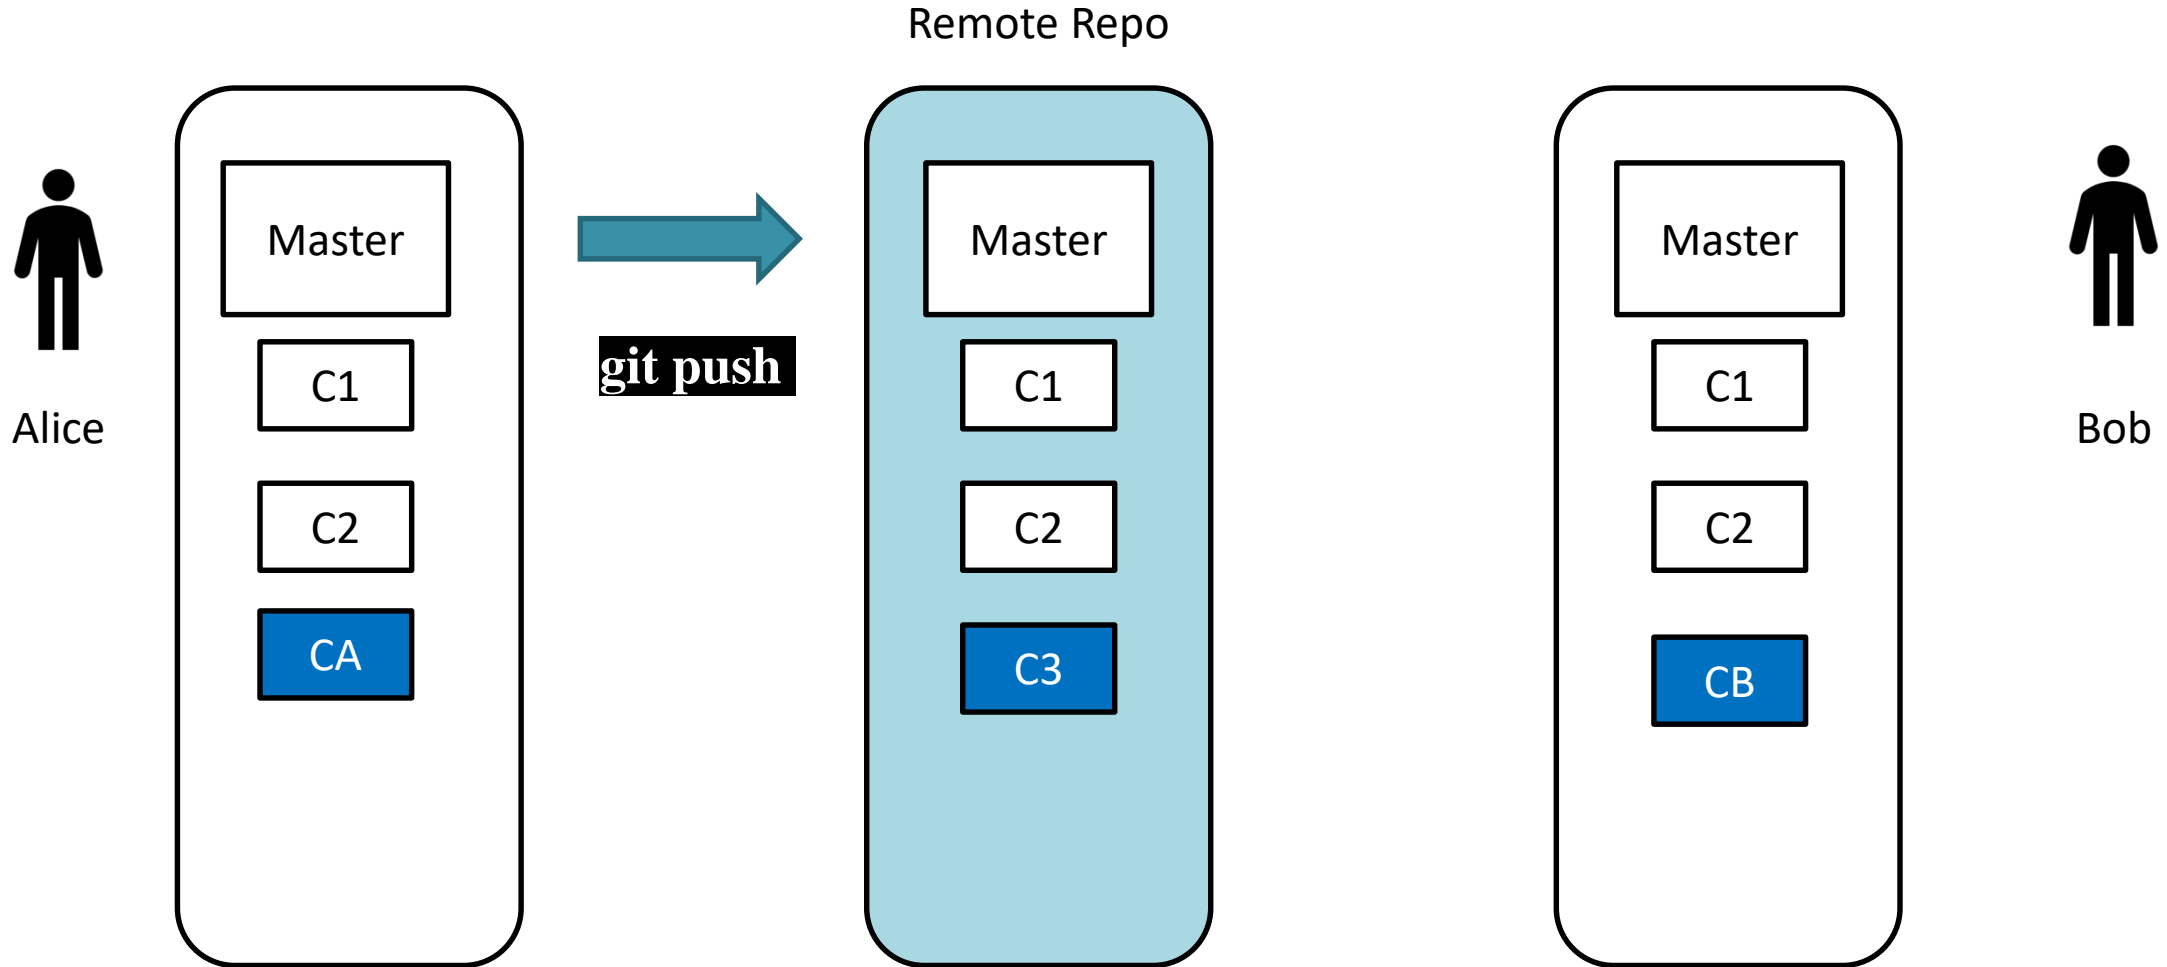 Remote Repo
Alice
Master
C1
C2
CA
git push
Master
C1
C2
C3
Master
C1
C2
CB
Bob